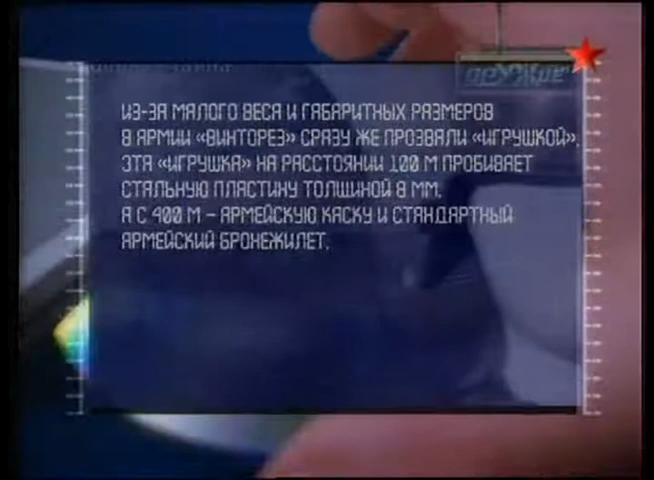 ИЗ-ЗА МАЛОГО ВЕСА И ГАБАРИТНЫХ РАЗМЕРОВ
В АРМИИ «ВИНТОРЕЗ» СРАЗУ ЖЕ ПРОЗВАЛИ «ИГРУШКОЙ».
ЭТА «ИГРУШКА» НА РАССТОЯНИИ 100 М ПРОБИВАЕТ
СТАЛЬНУЮ ПЛАСТИНУ ТОЛЩИНОЙ 8 ММ,
А С 400 М – АРМЕЙСКУЮ КАСКУ И СТАНДАРТНЫЙ
АРМЕЙСКИЙ БРОНЕЖИЛЕТ.